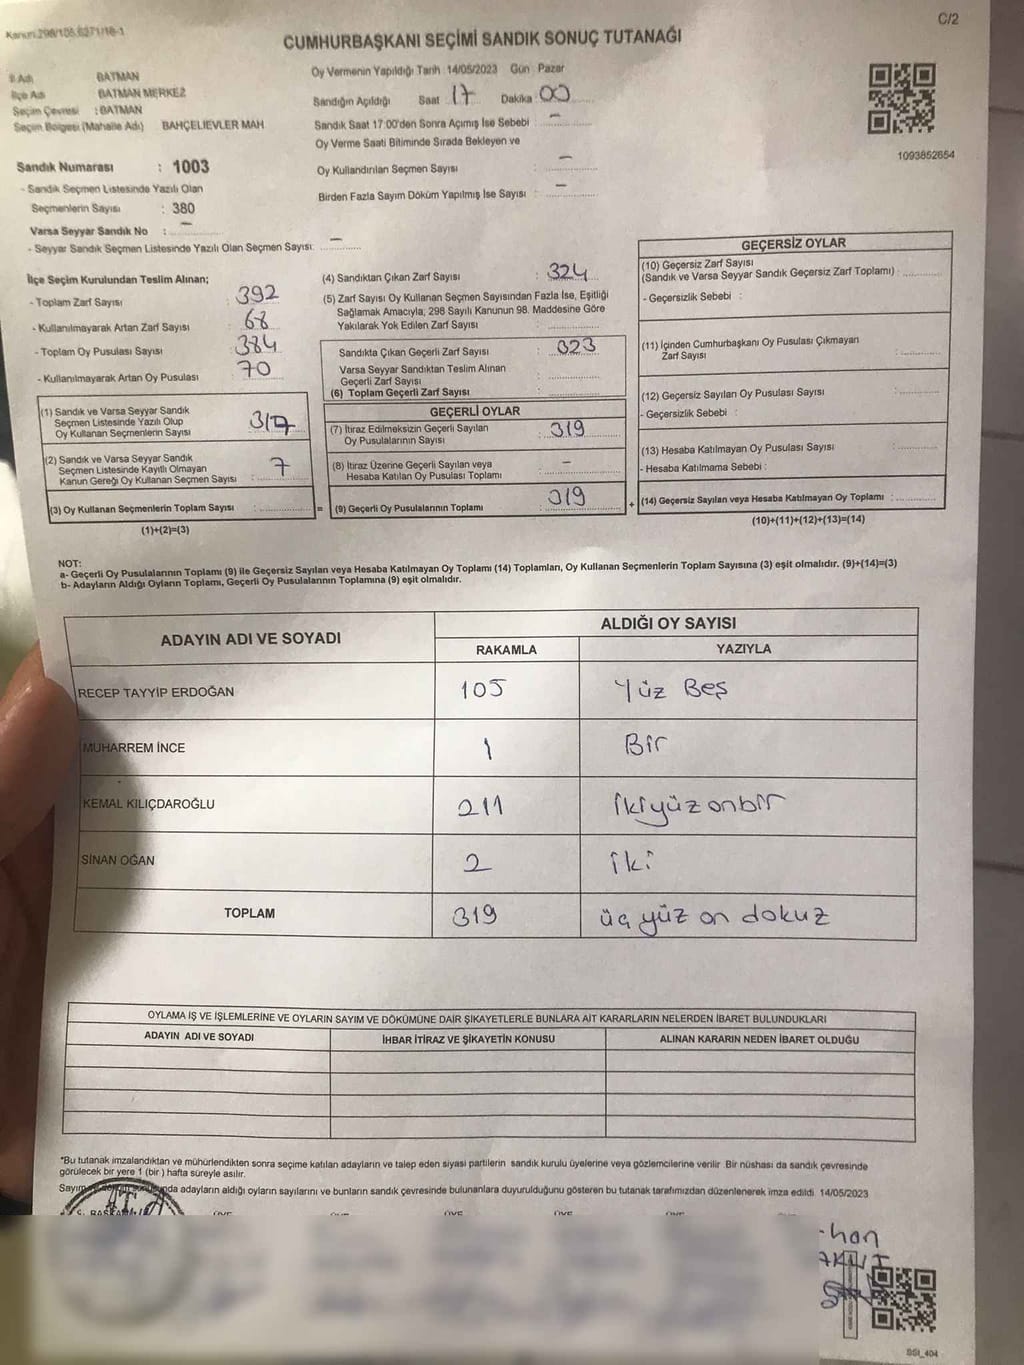 Kanun 298/105,6271/18-1
C/2
CUMHURBAŞKANI SEÇİMİ SANDIK SONUÇ TUTANAĞI
İl Adı BATMAN
İlçe Adı BATMAN MERKEZ
Seçim Çevresi : BATMAN
Seçim Bölgesi (Mahalle Adı) BAHÇELİEVLER MAH
Sandık Numarası : 1003
- Sandık Seçmen Listesinde Yazılı Olan
Seçmenlerin Sayısı : 380
Varsa Seyyar Sandık No : –
- Seyyar Sandık Seçmen Listesinde Yazılı Olan Seçmen Sayısı: –
Oy Vermenin Yapıldığı Tarih : 14/05/2023 Gün : Pazar
Sandığın Açıldığı Saat : 17 Dakika : 00
Sandık Saat 17:00'den Sonra Açımış İse Sebebi : –
Oy Verme Saati Bitiminde Sırada Bekleyen ve
Oy Kullandırılan Seçmen Sayısı : –
Birden Fazla Sayım Döküm Yapılmış İse Sayısı : –
1093852654
İlçe Seçim Kurulundan Teslim Alınan;
- Toplam Zarf Sayısı : 392
- Kullanılmayarak Artan Zarf Sayısı : 68
- Toplam Oy Pusulası Sayısı : 384
- Kullanılmayarak Artan Oy Pusulası : 70
(1) Sandık ve Varsa Seyyar Sandık
Seçmen Listesinde Yazılı Olup
Oy Kullanan Seçmenlerin Sayısı : 317
(2) Sandık ve Varsa Seyyar Sandık
Seçmen Listesinde Kayıtlı Olmayan
Kanun Gereği Oy Kullanan Seçmen Sayısı : 7
(3) Oy Kullanan Seçmenlerin Toplam Sayısı :
(1)+(2)=(3)
(4) Sandıktan Çıkan Zarf Sayısı : 324
(5) Zarf Sayısı Oy Kullanan Seçmen Sayısından Fazla İse, Eşitliği
Sağlamak Amacıyla, 298 Sayılı Kanunun 98. Maddesine Göre
Yakılarak Yok Edilen Zarf Sayısı :
Sandıkta Çıkan Geçerli Zarf Sayısı : 323
Varsa Seyyar Sandıktan Teslim Alınan
Geçerli Zarf Sayısı :
(6) Toplam Geçerli Zarf Sayısı :
GEÇERLİ OYLAR
(7) İtiraz Edilmeksizin Geçerli Sayılan
Oy Pusulalarının Sayısı : 319
(8) İtiraz Üzerine Geçerli Sayılan veya
Hesaba Katılan Oy Pusulası Toplamı : –
= (9) Geçerli Oy Pusulalarının Toplamı : 319
GEÇERSİZ OYLAR
(10) Geçersiz Zarf Sayısı
(Sandık ve Varsa Seyyar Sandık Geçersiz Zarf Toplamı) :
- Geçersizlik Sebebi :
(11) İçinden Cumhurbaşkanı Oy Pusulası Çıkmayan
Zarf Sayısı :
(12) Geçersiz Sayılan Oy Pusulası Sayısı :
- Geçersizlik Sebebi :
(13) Hesaba Katılmayan Oy Pusulası Sayısı :
- Hesaba Katılmama Sebebi :
+ (14) Geçersiz Sayılan veya Hesaba Katılmayan Oy Toplamı :
(10)+(11)+(12)+(13)=(14)
NOT:
a- Geçerli Oy Pusulalarının Toplamı (9) ile Geçersiz Sayılan veya Hesaba Katılmayan Oy Toplamı (14) Toplamları, Oy Kullanan Seçmenlerin Toplam Sayısına (3) eşit olmalıdır. (9)+(14)=(3)
b- Adayların Aldığı Oyların Toplamı, Geçerli Oy Pusulalarının Toplamına (9) eşit olmalıdır.
ADAYIN ADI VE SOYADI ALDIĞI OY SAYISI
RAKAMLA YAZIYLA
RECEP TAYYİP ERDOĞAN 105 Yüz Beş
MUHARREM İNCE 1 Bir
KEMAL KILIÇDAROĞLU 211 ikiyüz onbir
SİNAN OĞAN 2 iki
TOPLAM 319 üç yüz on dokuz
OYLAMA İŞ VE İŞLEMLERİNE VE OYLARIN SAYIM VE DÖKÜMÜNE DAİR ŞİKAYETLERLE BUNLARA AİT KARARLARIN NELERDEN İBARET BULUNDUKLARI
ADAYIN ADI VE SOYADI İHBAR İTİRAZ VE ŞİKAYETİN KONUSU ALINAN KARARIN NEDEN İBARET OLDUĞU
*Bu tutanak imzalandıktan ve mühürlendikten sonra seçime katılan adayların ve talep eden siyasi partilerin sandık kurulu üyelerine veya gözlemcilerine verilir. Bir nüshası da sandık çevresinde
görülecek bir yere 1 (bir ) hafta süreyle asılır.
adayların aldığı oyların sayılarını ve bunların sandık çevresinde bulunanlara duyurulduğunu gösteren bu tutanak tarafımızdan düzenlenerek imza edildi. 14/05/2023
ÜYE ÜYE ÜYE ÜYE ÜYE
SSt_404